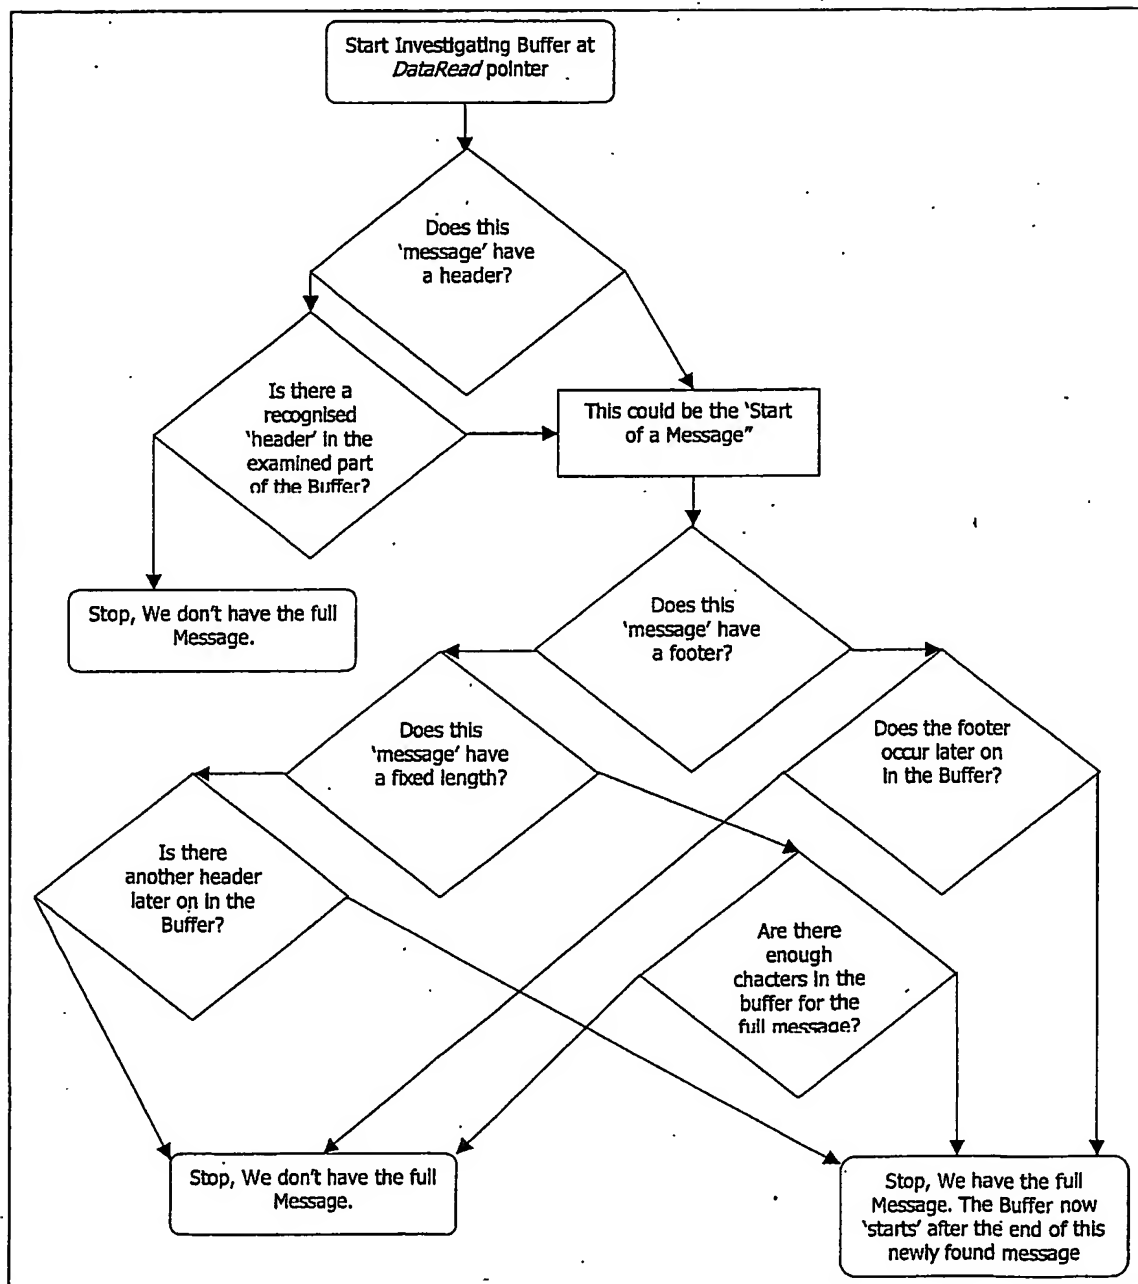 Start Investigating Buffer at
DataRead pointer
Does this
'message' have
a header?
Is there a
recognised
'header' in the
examined part
of the Buffer?
This could be the 'Start
of a Message"
Stop, We don't have the full
Message.
Does this
'message' have
a footer?
Does this
'message' have
a fixed length?
Does the footer
occur later on
in the Buffer?
Is there
another header
later on in the
Buffer?
Are there
enough
chacters in the
buffer for the
full message?
Stop, We don't have the full
Message.
Stop, We have the full
Message. The Buffer now
'starts' after the end of this
newly found message